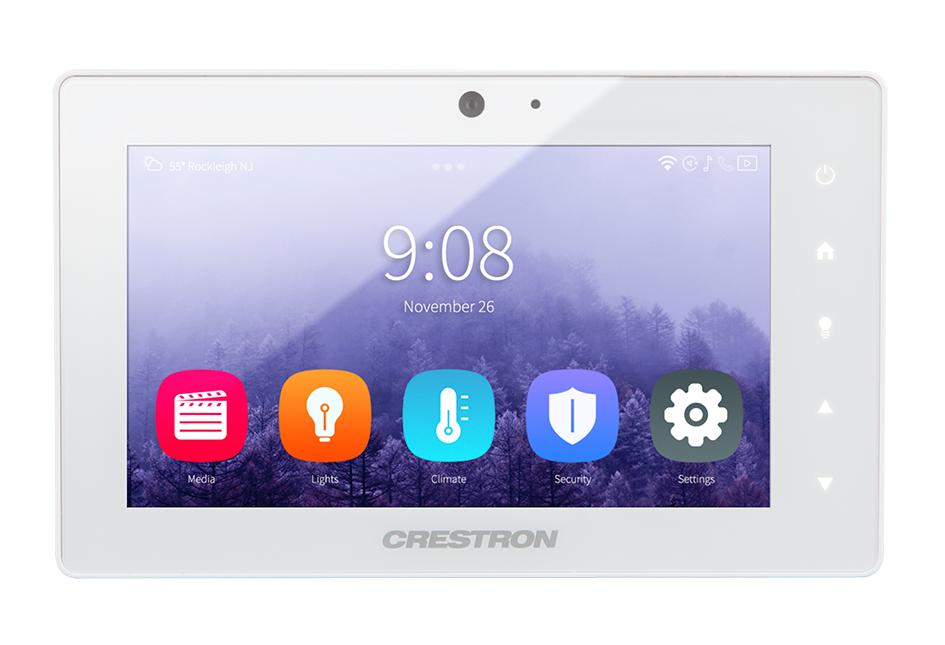 55° Rockleigh NJ
9:08
November 26
Media
Lights
Climate
Security
Settings
CRESTRON